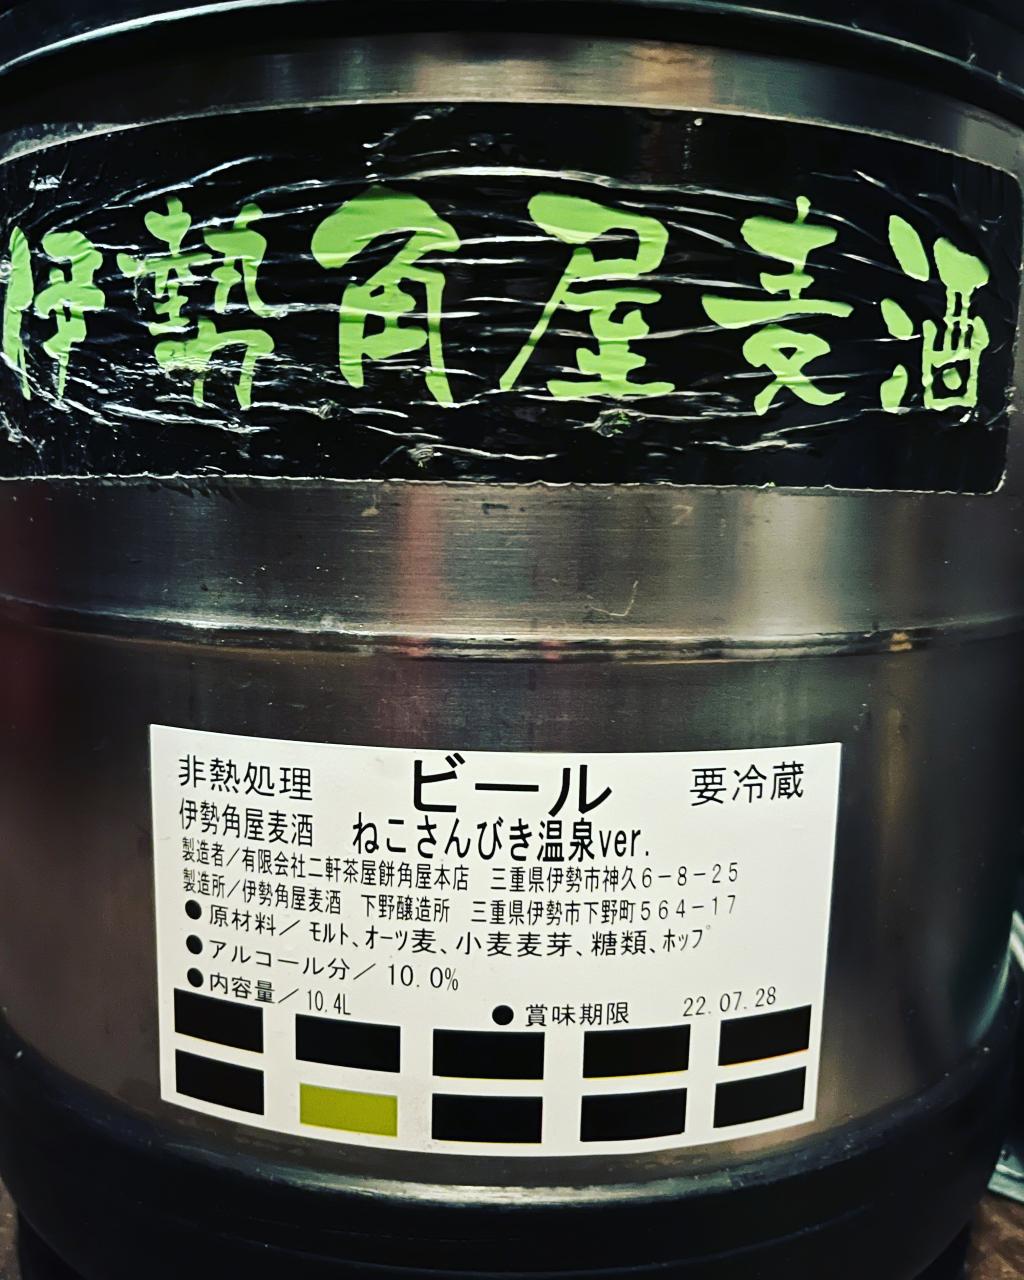 伊勢角屋麦酒
非熱処理 ビール 要冷蔵
伊勢角屋麦酒 ねこさんびき温泉ver.
製造者／有限会社二軒茶屋餅角屋本店 三重県伊勢市神久６－８－２５
製造所／伊勢角屋麦酒 下野醸造所 三重県伊勢市下野町５６４－１７
●原材料／ﾓﾙﾄ、ｵｰﾂ麦、小麦麦芽、糖類、ﾎｯﾌﾟ
●アルコール分／10.0%
●内容量／10.4L ●賞味期限 22.07.28